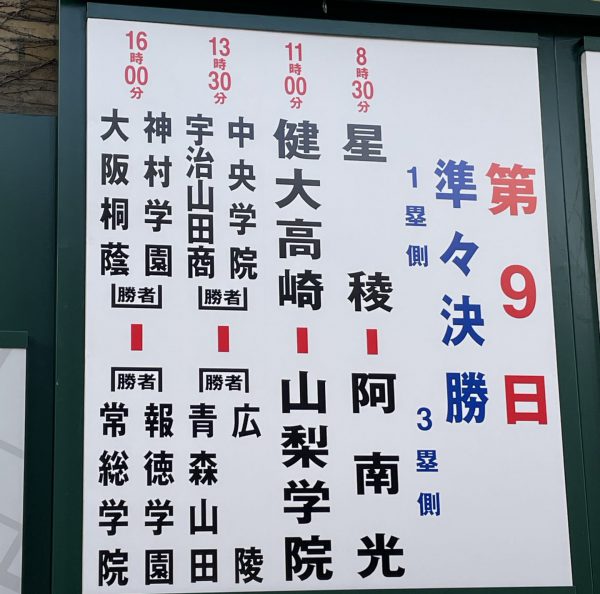 第9日
準々決勝
1塁側
3塁側
8時30分
星稜
阿南光
11時00分
健大高崎
山梨学院
13時30分
中央学院
宇治山田商
勝者
勝者
広陵
青森山田
16時00分
神村学園
大阪桐蔭
勝者
勝者
報徳学園
常総学院